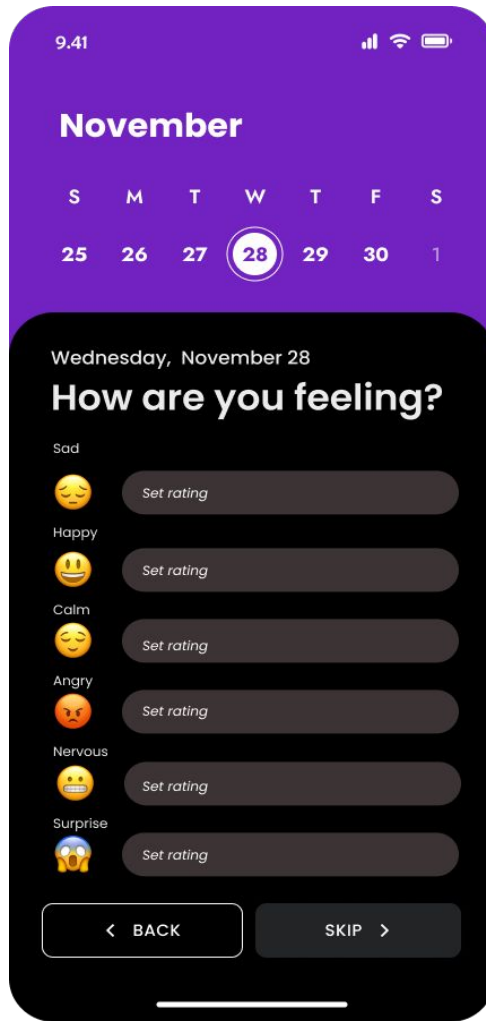 9.41
November
S M T W T F S
25 26 27 28 29 30 1
Wednesday, November 28
How are you feeling?
Sad
Set rating
Happy
Set rating
Calm
Set rating
Angry
Set rating
Nervous
Set rating
Surprise
Set rating
BACK SKIP